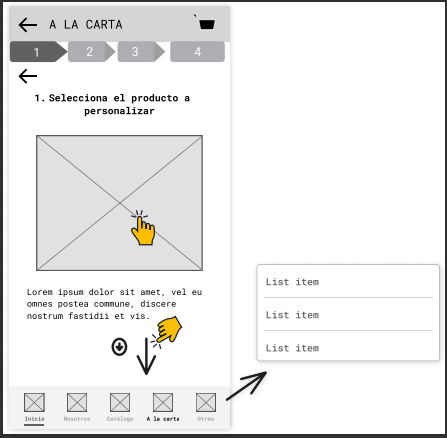 A LA CARTA
1 2 3 4
1. Selecciona el producto a
personalizar
Lorem ipsum dolor sit amet, vel eu
omnes postea commune, discere
nostrum fastidii et vis.
List item
List item
List item
Inicio Nosotros Catálogo A la carta Otros